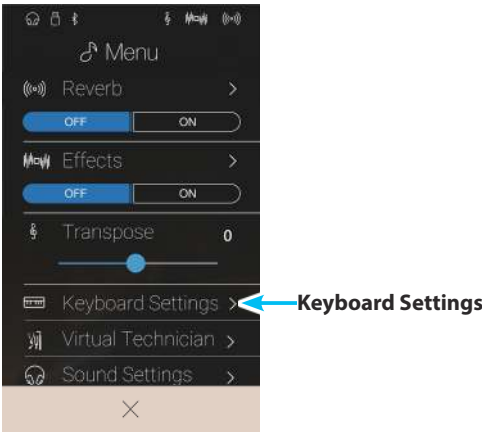 Menu
Reverb
OFF ON
Effects
OFF ON
Transpose 0
Keyboard Settings
Keyboard Settings
Virtual Technician
Sound Settings